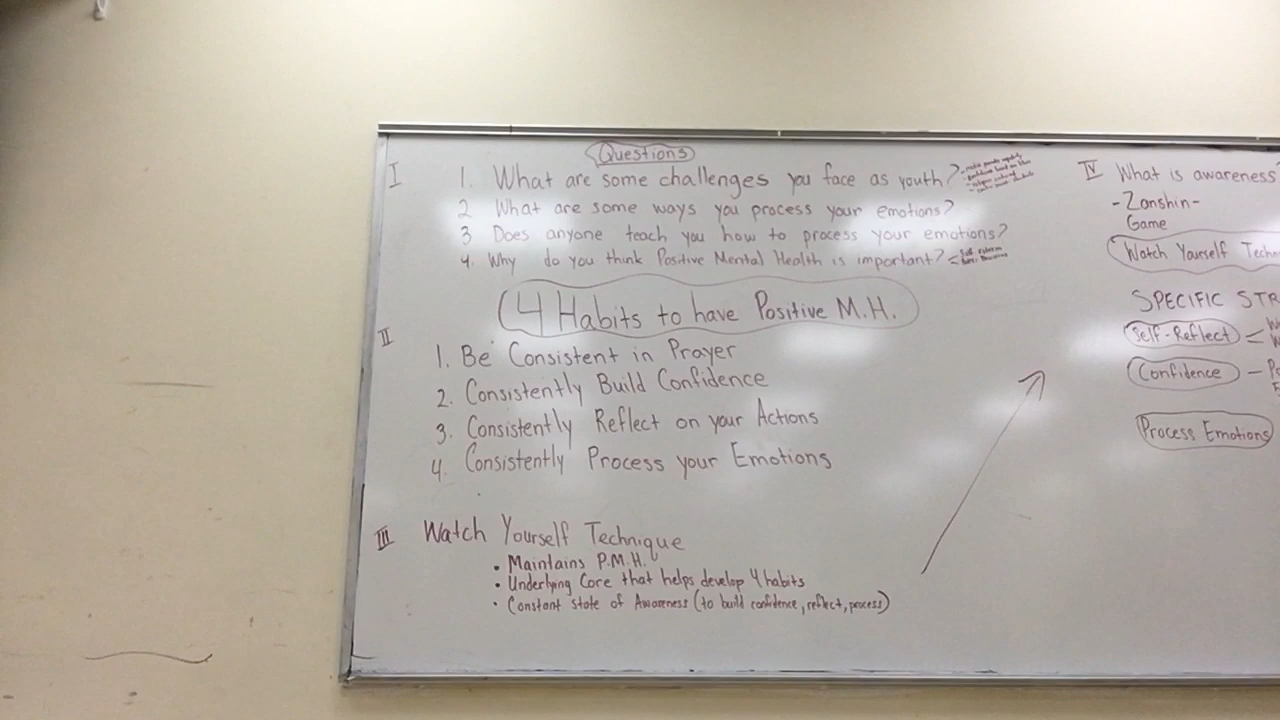 Questions
I 1. What are some challenges you face as youth?
2 What are some ways you process your emotions?
3 Does anyone teach you how to process your emotions?
4. Why do you think Positive Mental Health is important?
4 Habits to have Positive M.H.
II
1. Be Consistent in Prayer
2. Consistently Build Confidence
3. Consistently Reflect on your Actions
4. Consistently Process your Emotions
III Watch Yourself Technique
• Maintains P.M.H.
• Underlying Core that helps develop 4 habits
• Constant State of Awareness (to build confidence, reflect, process)
IV What is awareness
- Zanshin -
Game
Watch Yourself Techn
SPECIFIC STR
Self-Reflect
Confidence
Process Emotions